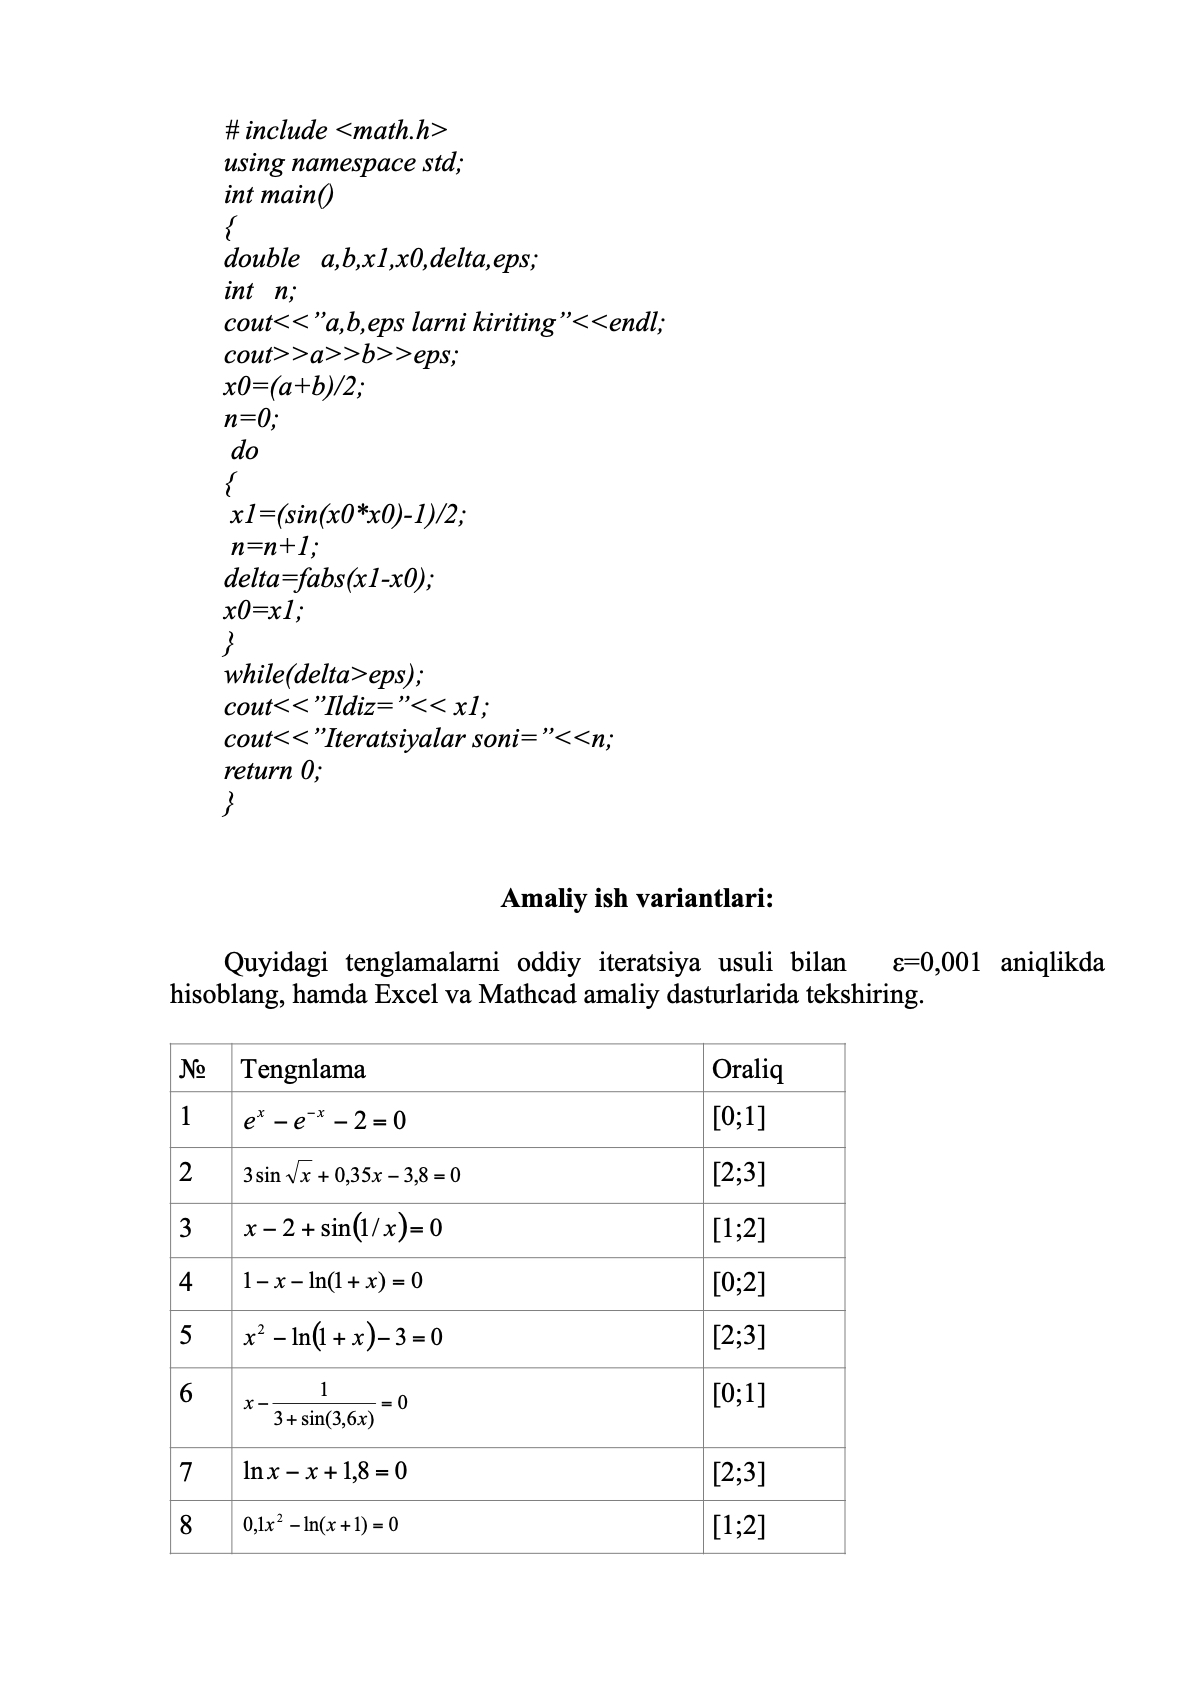 # include <math.h>
using namespace std;
int main()
{
double   a,b,x1,x0,delta,eps;
int   n;
cout<<”a,b,eps larni kiriting”<<endl;
cout>>a>>b>>eps;
x0=(a+b)/2;
n=0;
do
{
x1=(sin(x0*x0)-1)/2;
n=n+1;
delta=fabs(x1-x0);
x0=x1;
}
while(delta>eps);
cout<<”Ildiz=”<< x1;
cout<<”Iteratsiyalar soni=”<<n;
return 0;
}
Amaliy ish variantlari:
Quyidagi tenglamalarni oddiy iteratsiya usuli bilan ε=0,001 aniqlikda
hisoblang, hamda Excel va Mathcad amaliy dasturlarida tekshiring.
№ Tengnlama Oraliq
1 eˣ – e⁻ˣ – 2 = 0 [0;1]
2 3 sin √x + 0,35x – 3,8 = 0 [2;3]
3 x – 2 + sin(1/ x) = 0 [1;2]
4 1 – x – ln(1 + x) = 0 [0;2]
5 x² – ln(1 + x) – 3 = 0 [2;3]
6 x – 1/(3 + sin(3,6x)) = 0 [0;1]
7 ln x – x + 1,8 = 0 [2;3]
8 0,1x² – ln(x + 1) = 0 [1;2]